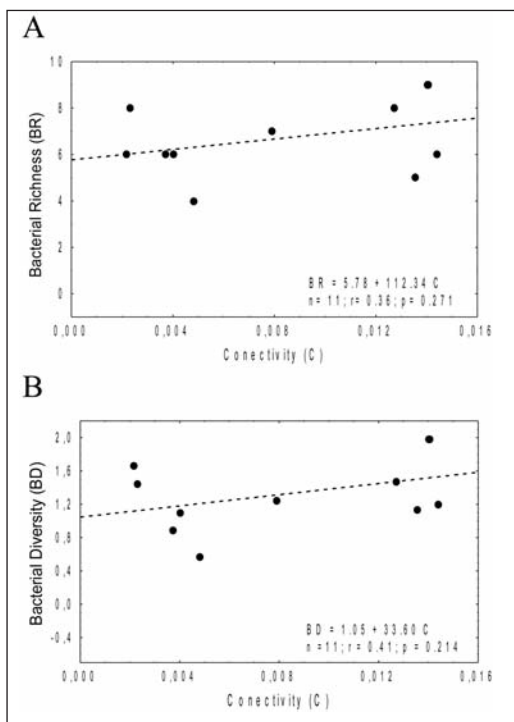 A
Bacterial Richness (BR)
10
8
6
4
2
0
BR = 5.78 + 112.34 C
n= 11; r= 0.36; p= 0.271
0,000 0,004 0,008 0,012 0,016
Conectivity (C)
B
Bacterial Diversity (BD)
2,0
1,6
1,2
0,8
0,4
0,0
-0,4
BD = 1.05 + 33.60 C
n =11; r= 0.41; p = 0.214
0,000 0,004 0,008 0,012 0,016
Conectivity (C)